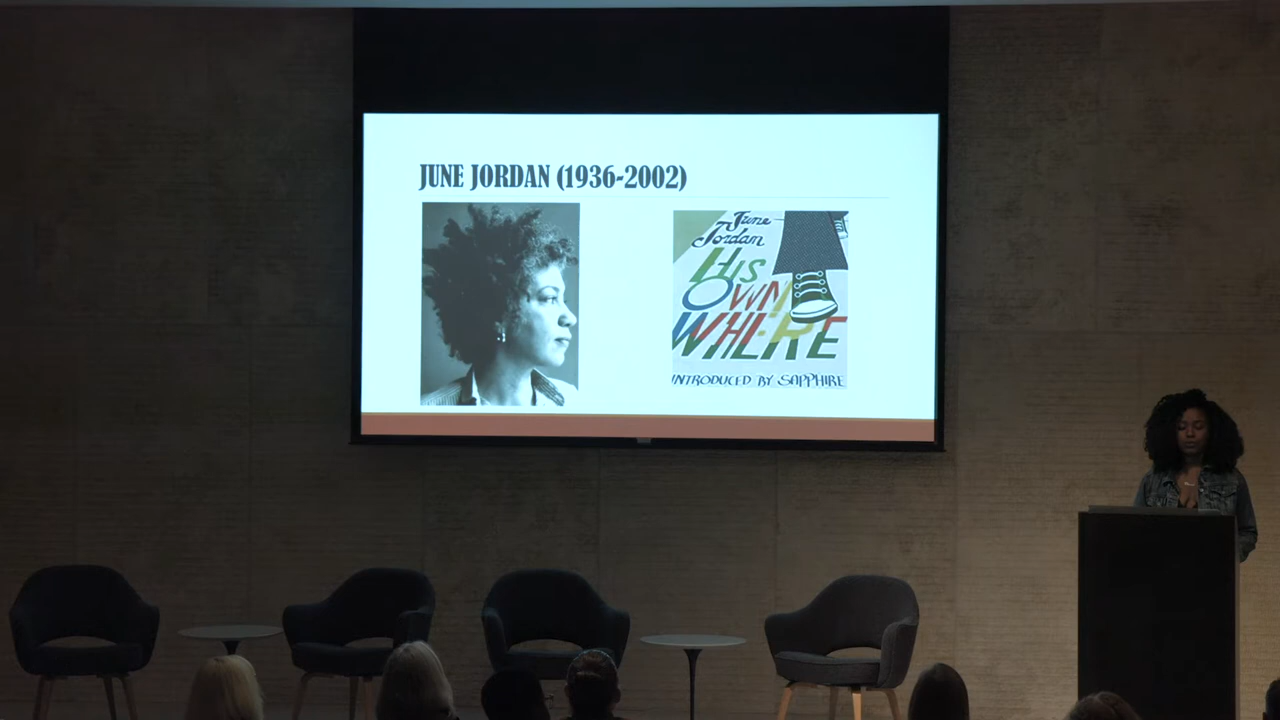 JUNE JORDAN (1936-2002)
June
Jordan
HIS
OWN
WHERE
INTRODUCED BY SAPPHIRE